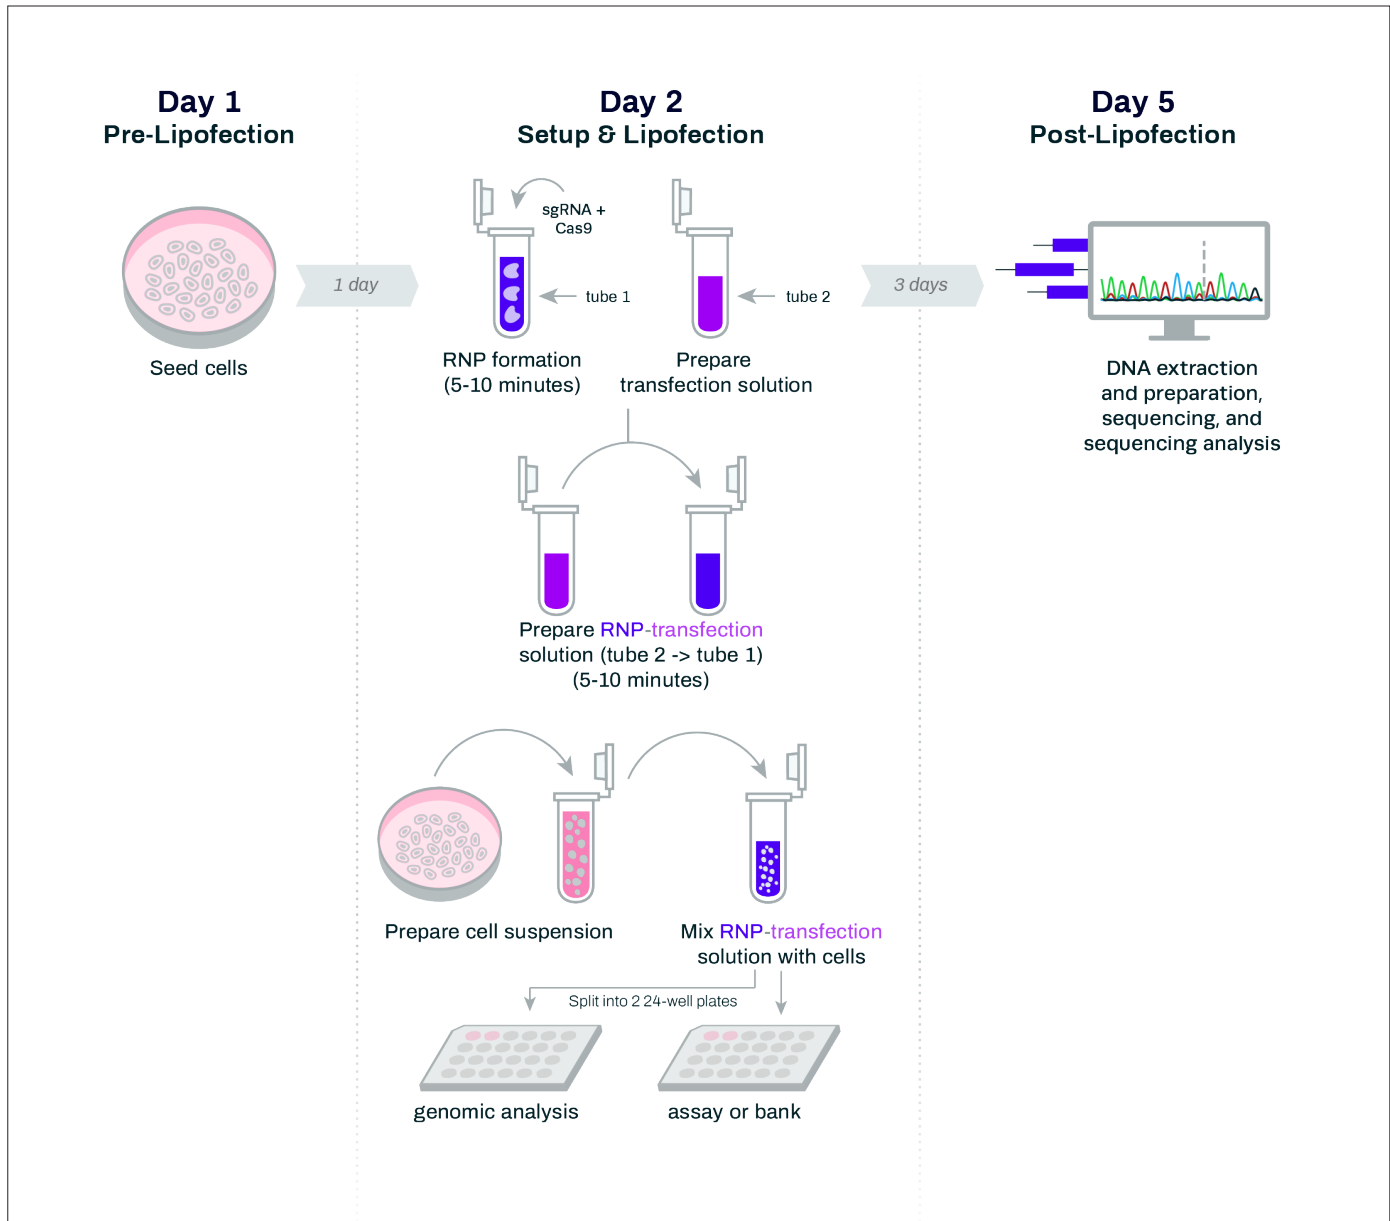 Day 1
Pre-Lipofection
Seed cells
1 day
Day 2
Setup & Lipofection
sgRNA +
Cas9
tube 1
RNP formation
(5-10 minutes)
tube 2
Prepare
transfection solution
Prepare RNP-transfection
solution (tube 2 -> tube 1)
(5-10 minutes)
Prepare cell suspension
Mix RNP-transfection
solution with cells
Split into 2 24-well plates
genomic analysis
assay or bank
3 days
Day 5
Post-Lipofection
DNA extraction
and preparation,
sequencing, and
sequencing analysis